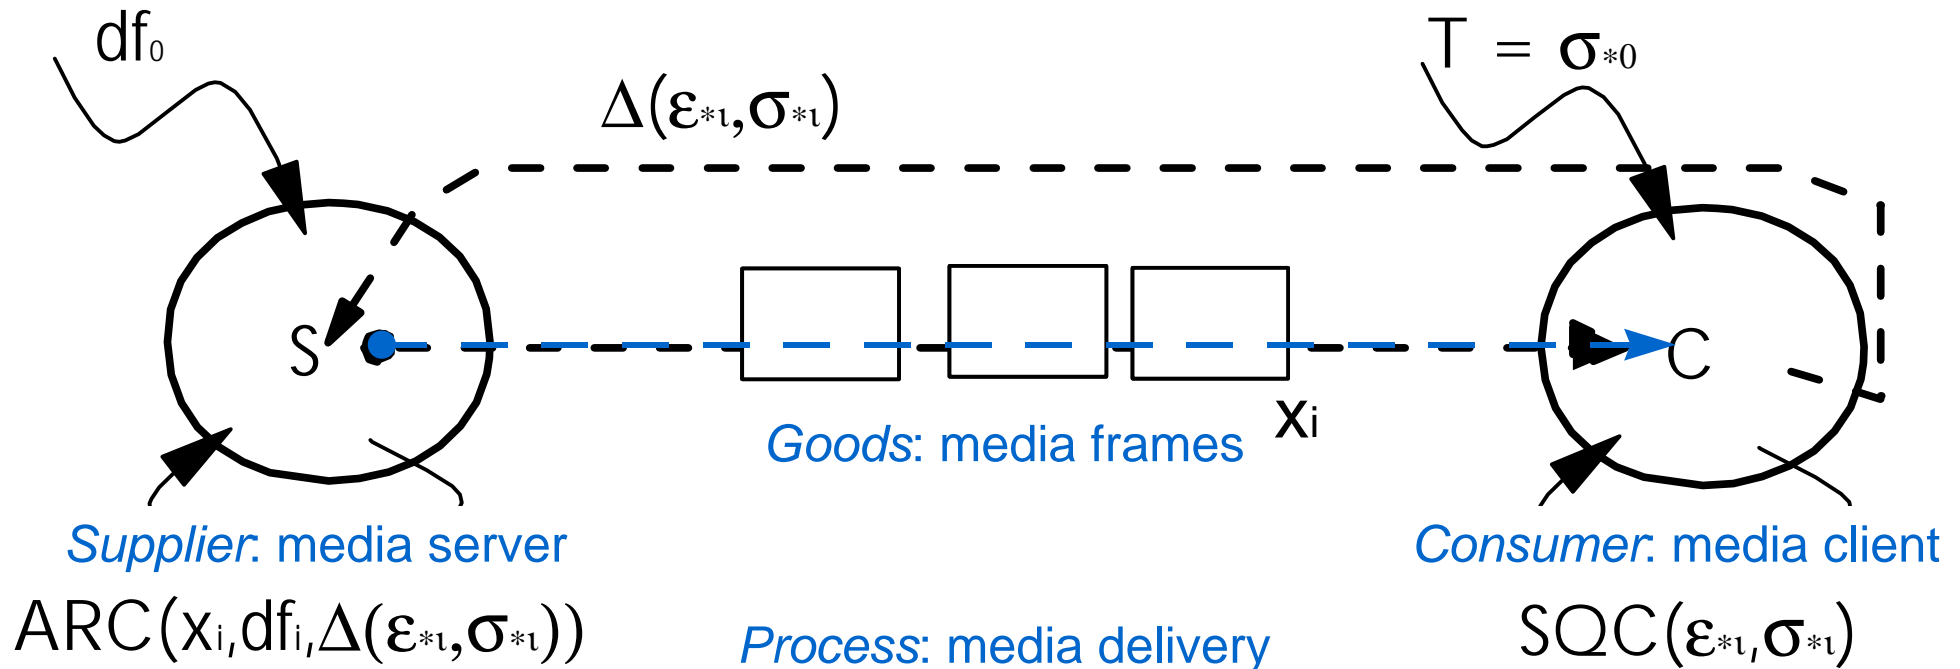 df₀
T = σ*0
Δ(ε*ι,σ*ι)
S
C
xi
Goods: media frames
Supplier: media server
Consumer: media client
ARC(xi,dfi,Δ(ε*ι,σ*ι))
SQC(ε*ι,σ*ι)
Process: media delivery